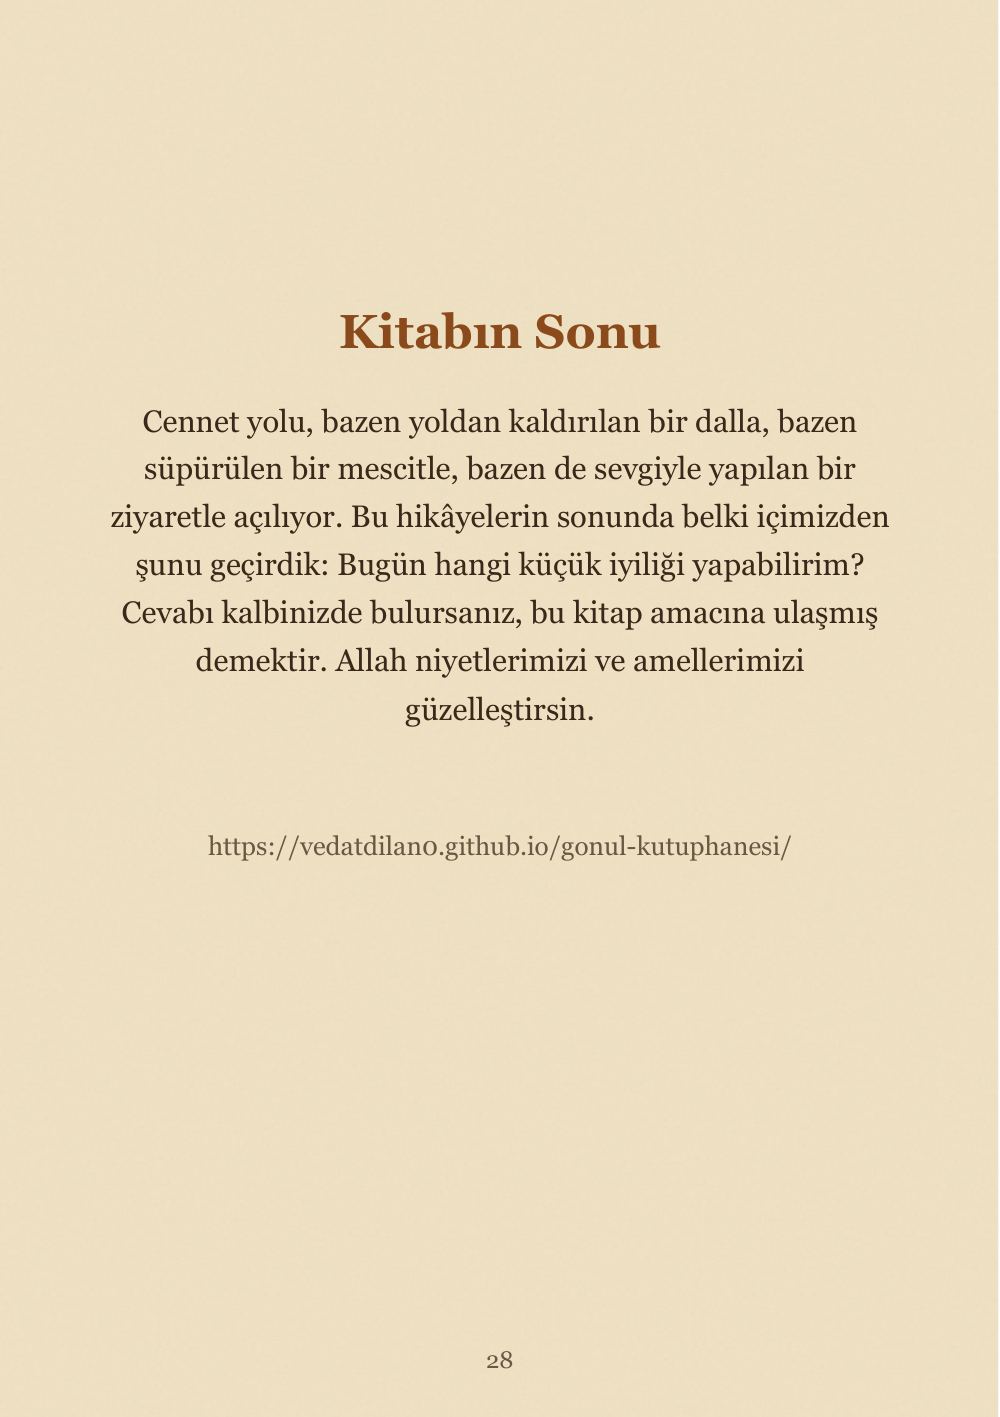 Kitabın Sonu
Cennet yolu, bazen yoldan kaldırılan bir dalla, bazen
süpürülen bir mescitle, bazen de sevgiyle yapılan bir
ziyaretle açılıyor. Bu hikâyelerin sonunda belki içimizden
şunu geçirdik: Bugün hangi küçük iyiliği yapabilirim?
Cevabı kalbinizde bulursanız, bu kitap amacına ulaşmış
demektir. Allah niyetlerimizi ve amellerimizi
güzelleştirsin.
https://vedatdilan0.github.io/gonul-kutuphanesi/
28